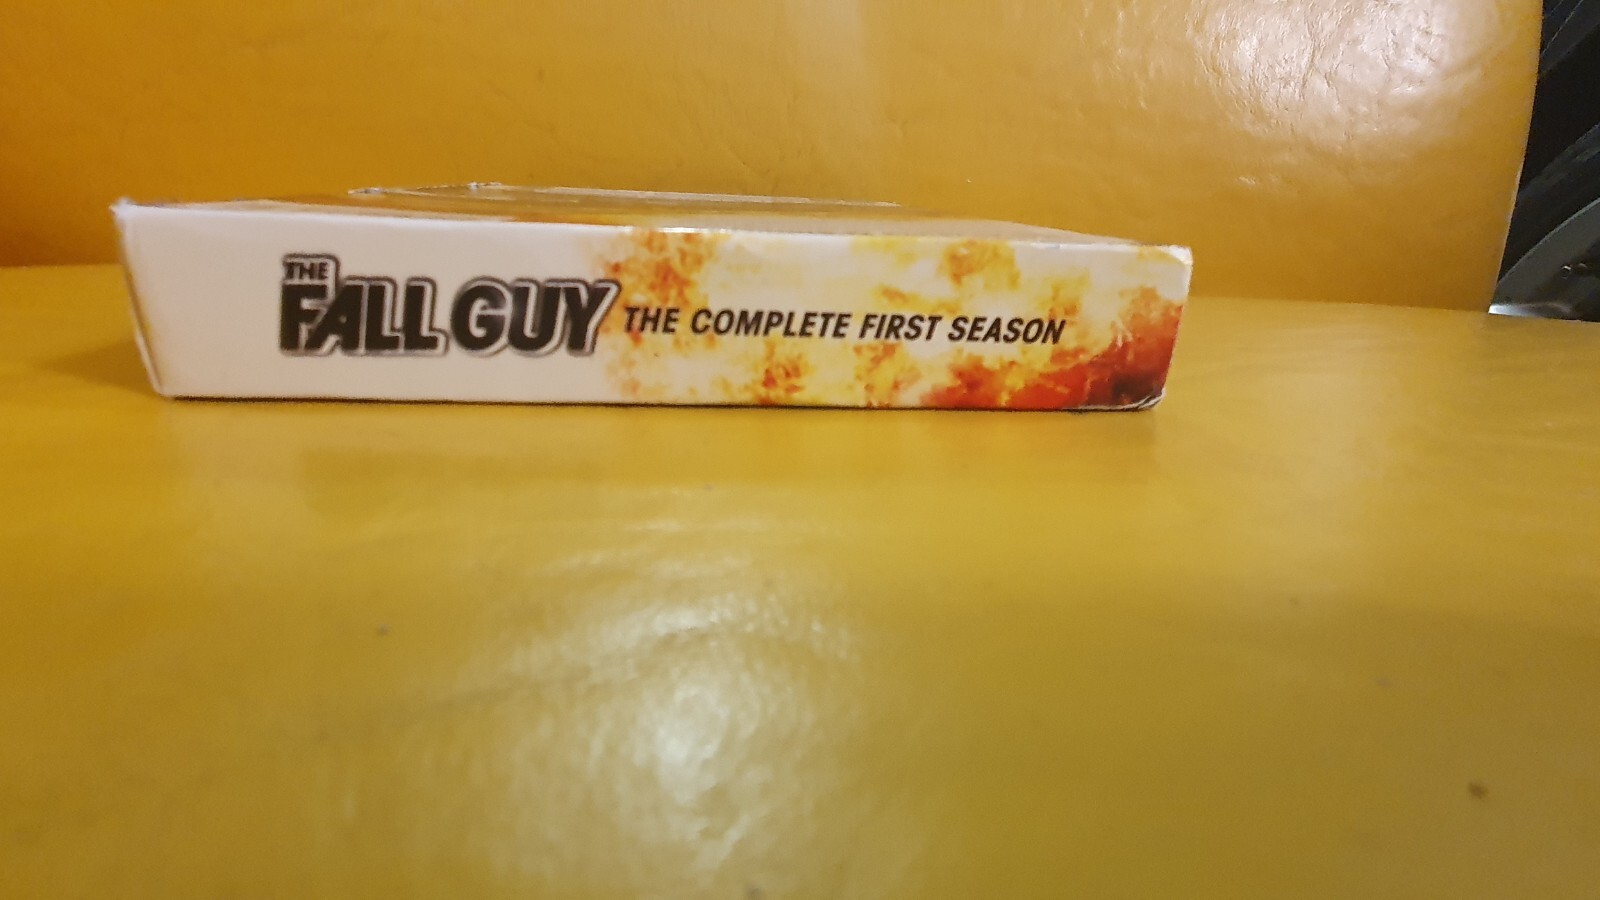 THE
FALL GUY THE COMPLETE FIRST SEASON